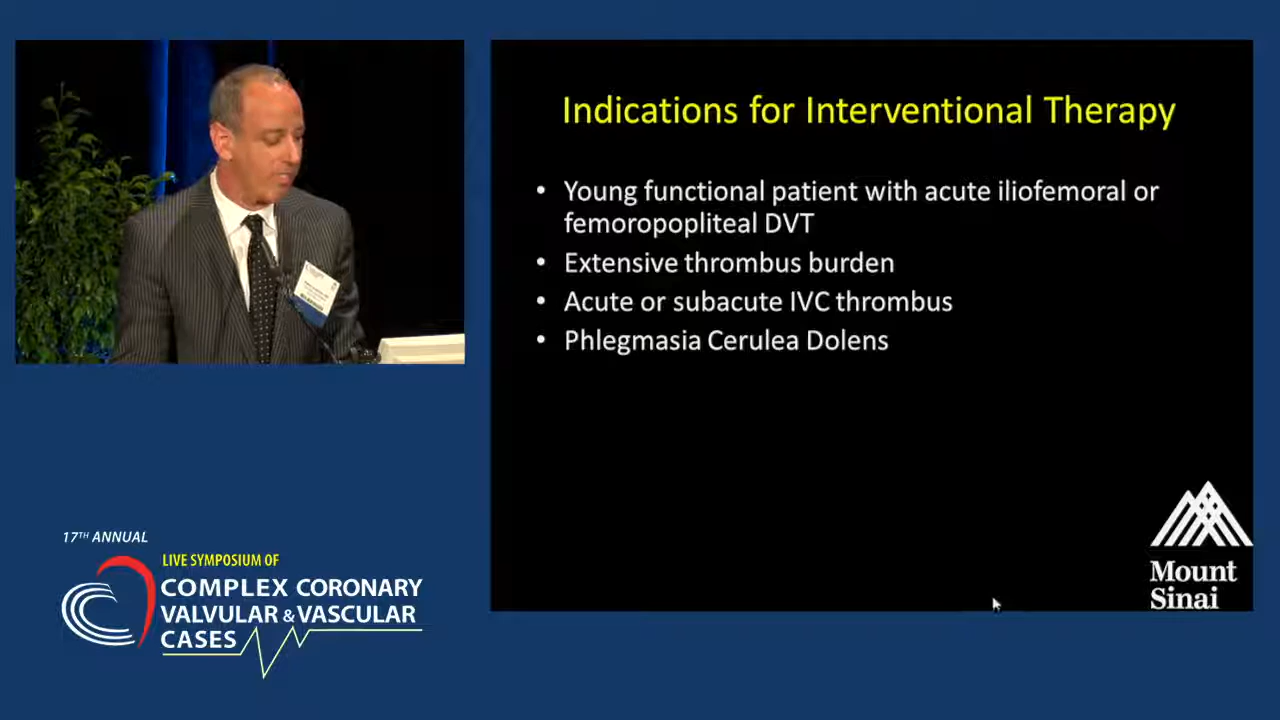 Indications for Interventional Therapy
• Young functional patient with acute iliofemoral or
femoropopliteal DVT
• Extensive thrombus burden
• Acute or subacute IVC thrombus
• Phlegmasia Cerulea Dolens
Mount
Sinai
17TH ANNUAL
LIVE SYMPOSIUM OF
COMPLEX CORONARY
VALVULAR & VASCULAR
CASES